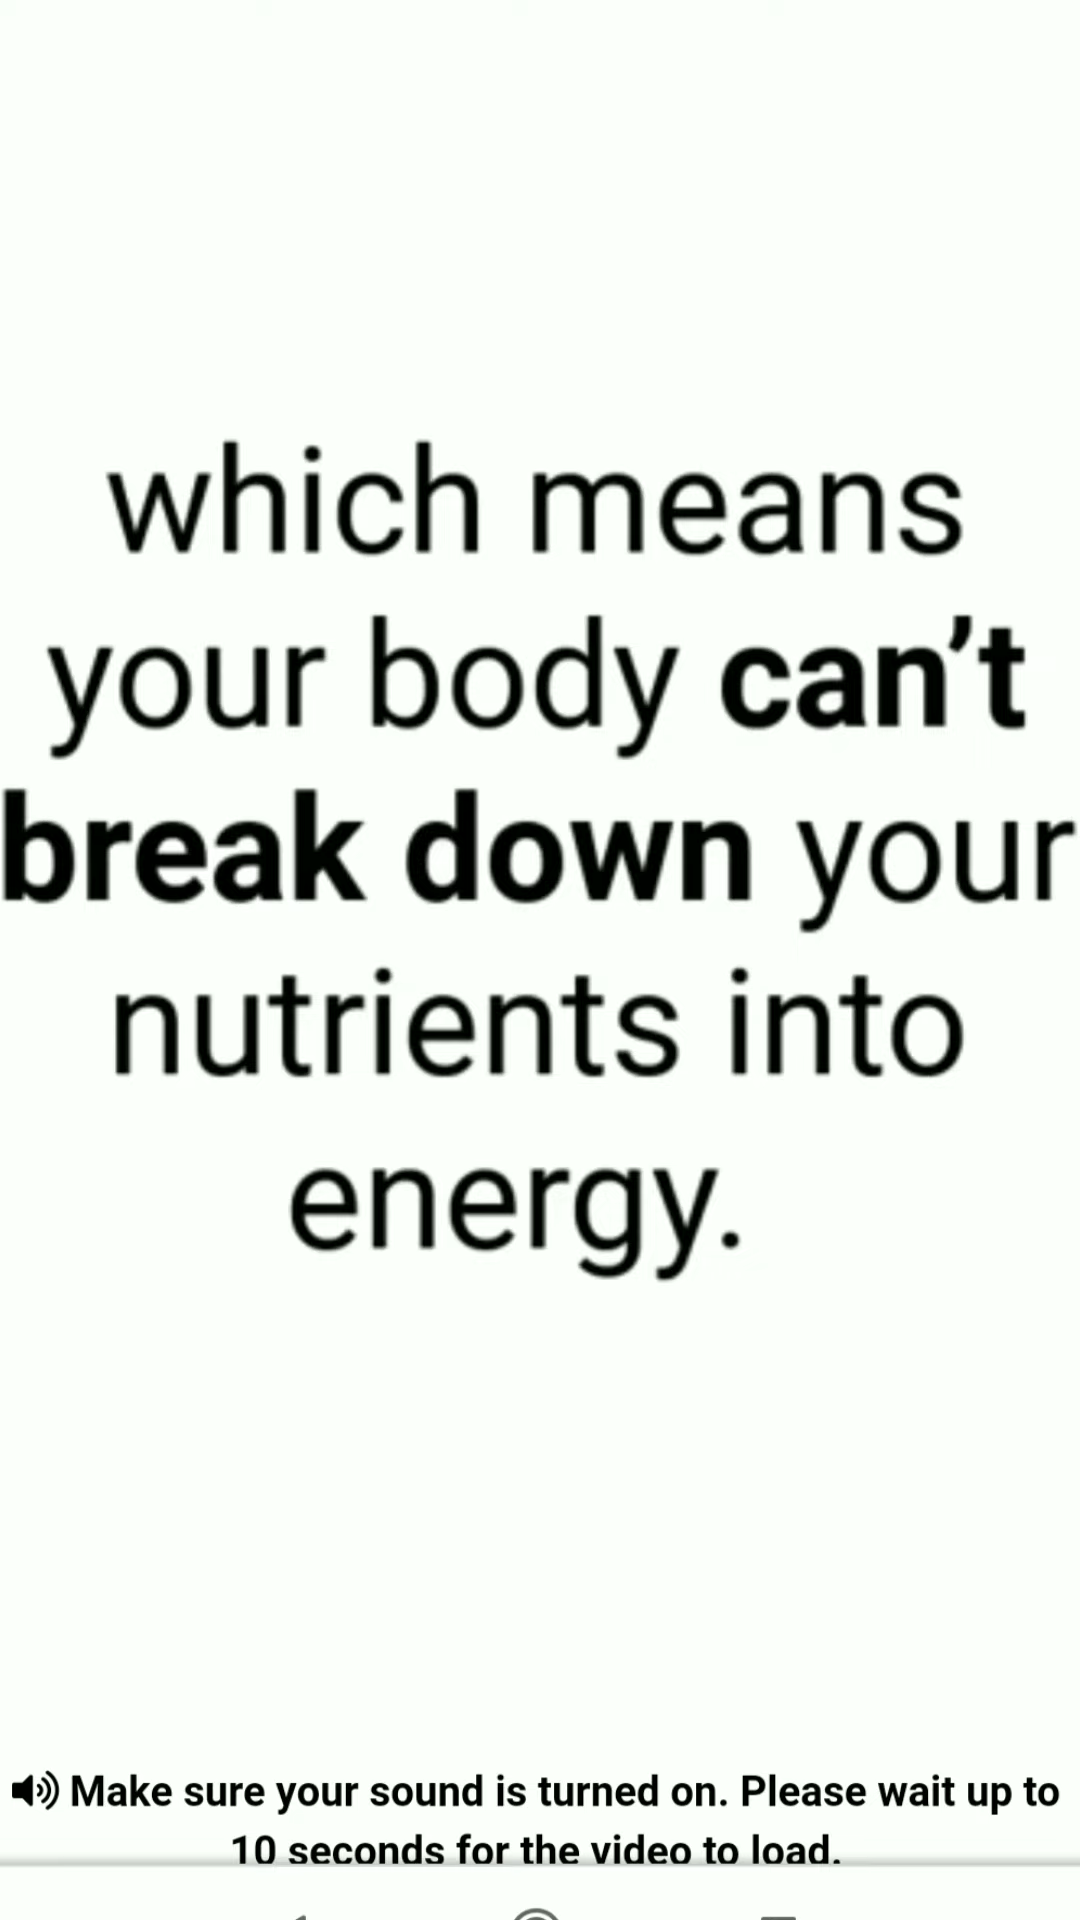 which means
your body can’t
break down your
nutrients into
energy.
Make sure your sound is turned on. Please wait up to
10 seconds for the video to load.